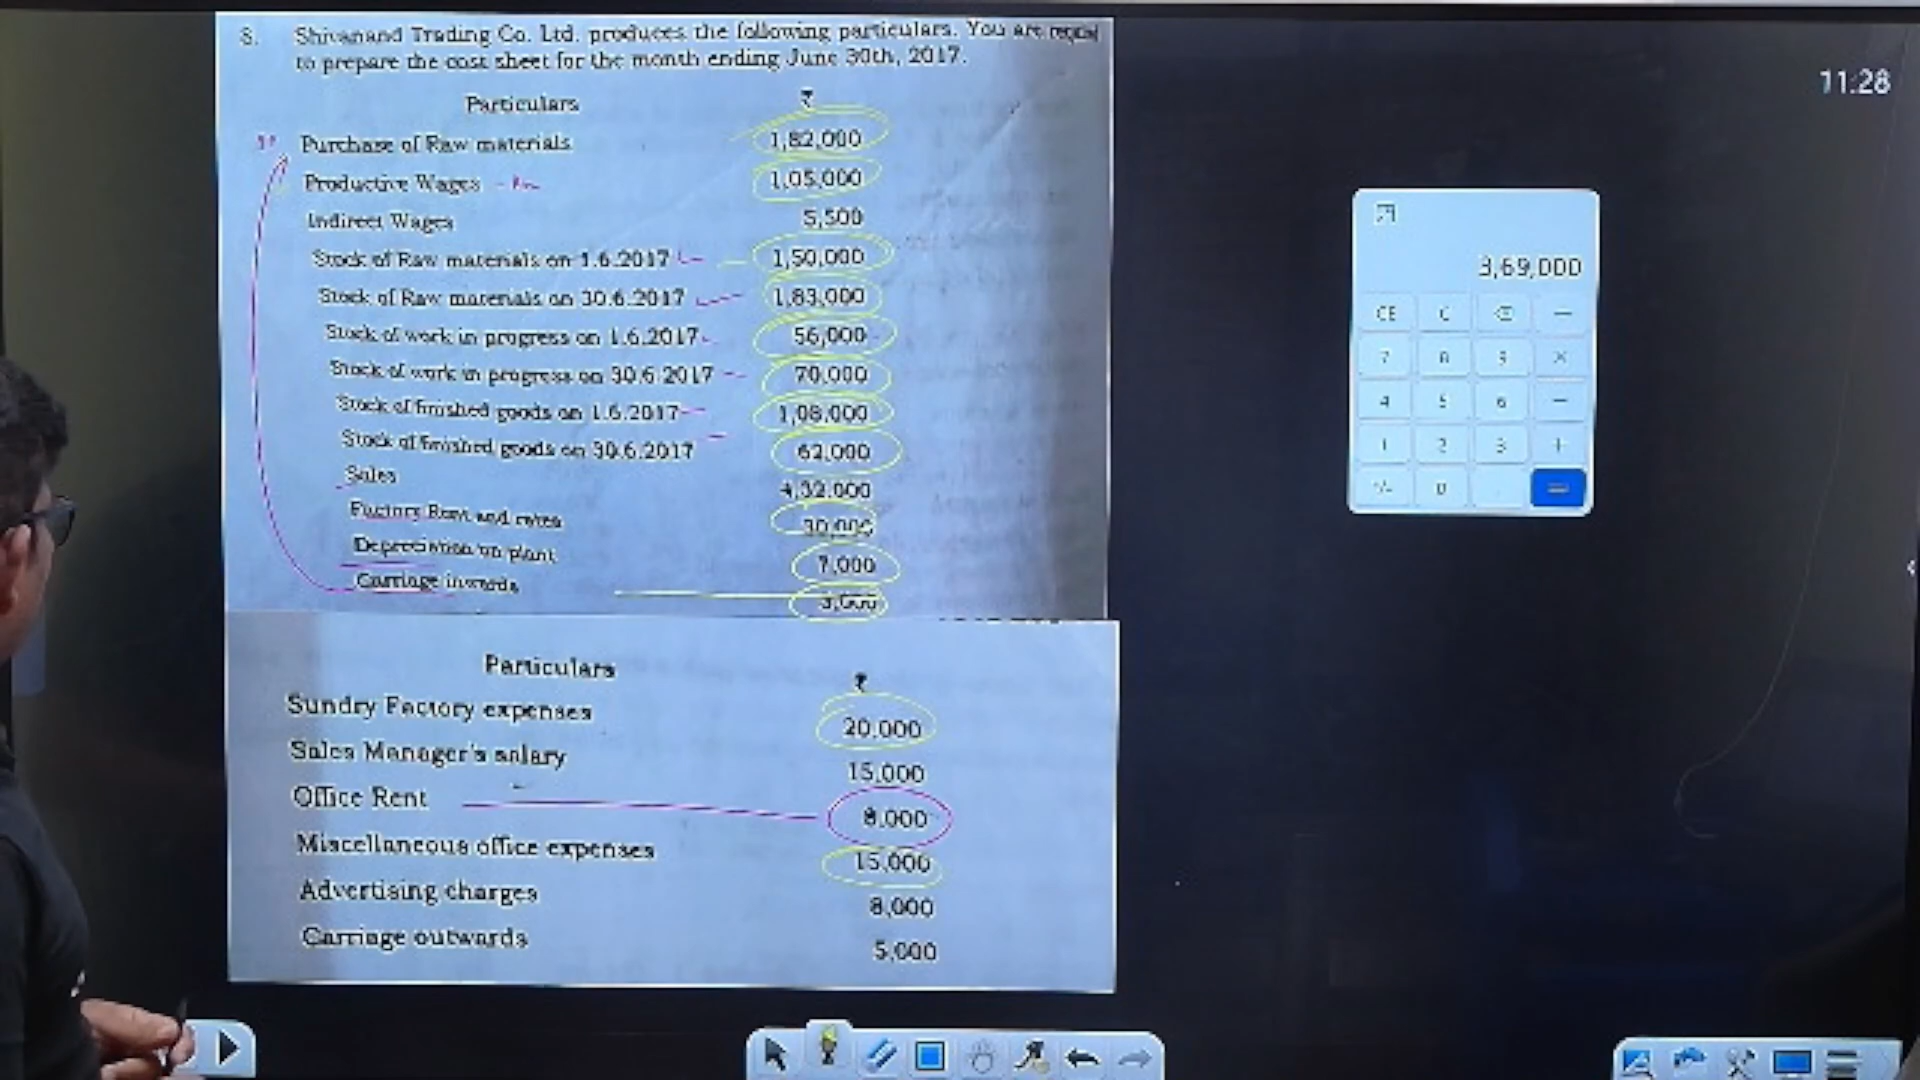 8. Shivanand Trading Co. Ltd. produces the following particulars. You are
to prepare the cost sheet for the month ending June 30th, 2017.
Particulars ₹
Purchase of Raw materials 1,82,000
Productive Wages 1,05,000
Indirect Wages 5,500
Stock of Raw materials on 1.6.2017 1,50,000
Stock of Raw materials on 30.6.2017 1,83,000
Stock of work in progress on 1.6.2017 56,000
Stock of work in progress on 30.6.2017 70,000
Stock of finished goods on 1.6.2017 1,08,000
Stock of finished goods on 30.6.2017 62,000
Sales 4,32,000
Factory Rent and rates 30,000
Depreciation on plant 7,000
Carriage inwards 3,000
Particulars ₹
Sundry Factory expenses 20,000
Sales Manager's salary 15,000
Office Rent 8,000
Miscellaneous office expenses 15,000
Advertising charges 8,000
Carriage outwards 5,000
11:28
3,69,000
CE C
7 8 9 ×
4 5 6 −
1 2 3 +
+/- 0 . =